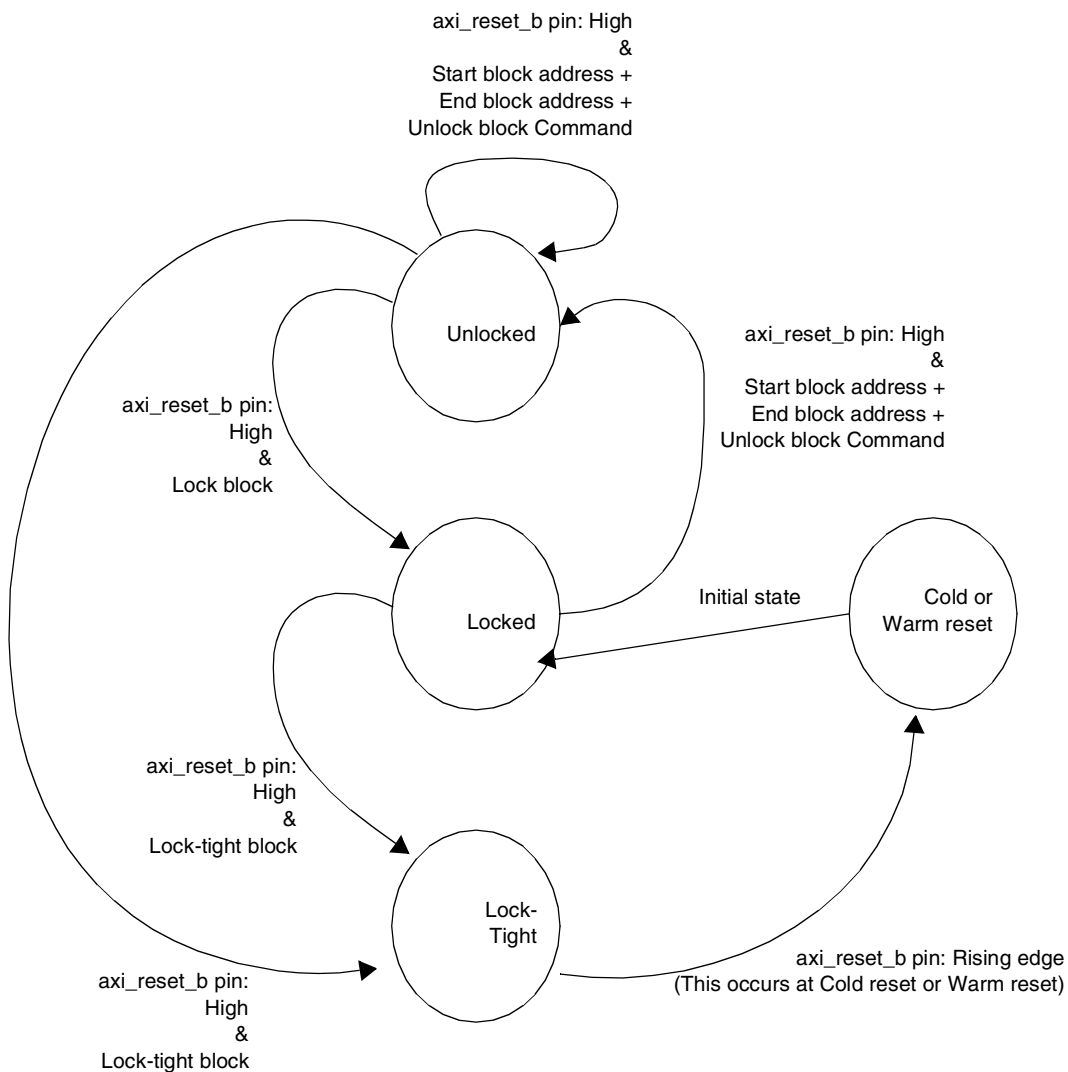 axi_reset_b pin: High
&
Start block address +
End block address +
Unlock block Command
Unlocked
axi_reset_b pin: High
&
Start block address +
End block address +
Unlock block Command
axi_reset_b pin:
High
&
Lock block
Locked
Initial state
Cold or
Warm reset
axi_reset_b pin:
High
&
Lock-tight block
Lock-
Tight
axi_reset_b pin: Rising edge
(This occurs at Cold reset or Warm reset)
axi_reset_b pin:
High
&
Lock-tight block